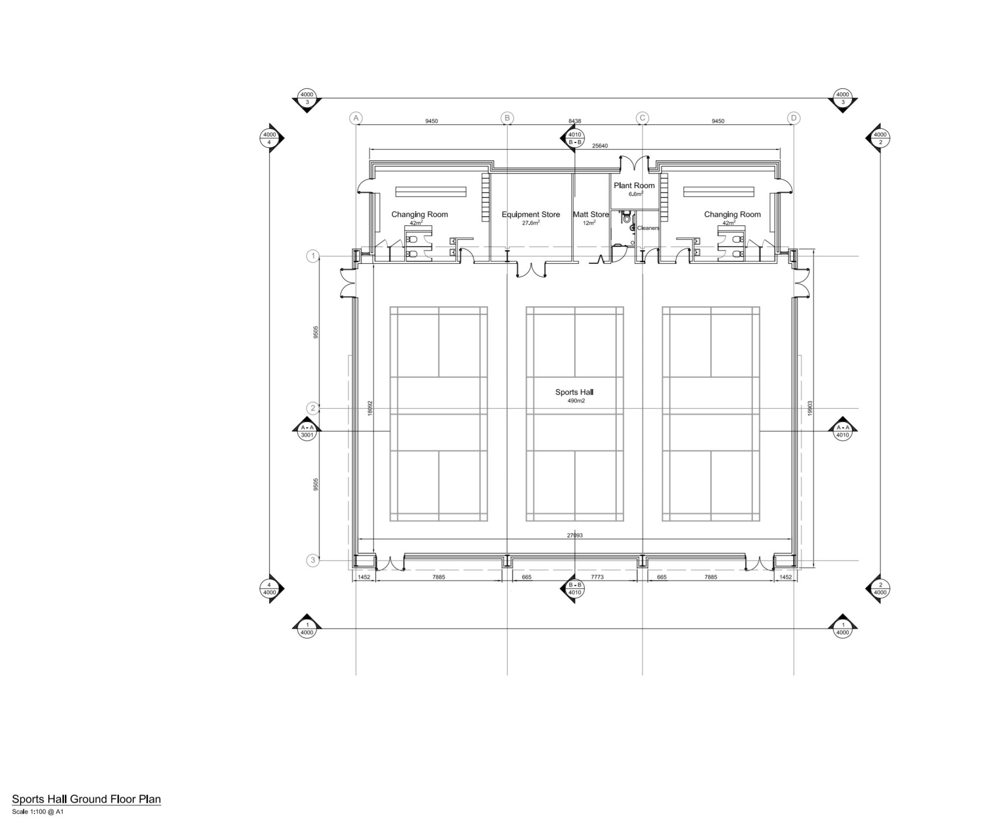 4000
3
4000
3
A
9450
B
8438
C
9450
D
4000
4
4010
B - B
4000
2
25640
Plant Room
6.6m²
Changing Room
42m²
Equipment Store
27.6m²
Matt Store
12m²
Cleaners
Changing Room
42m²
1
9505
Sports Hall
490m2
2
18092
19903
A - A
3001
A - A
4010
9505
27093
3
1452
7885
665
7773
665
7885
1452
4
4000
B - B
4010
2
4000
1
4000
1
4000
Sports Hall Ground Floor Plan
Scale 1:100 @ A1